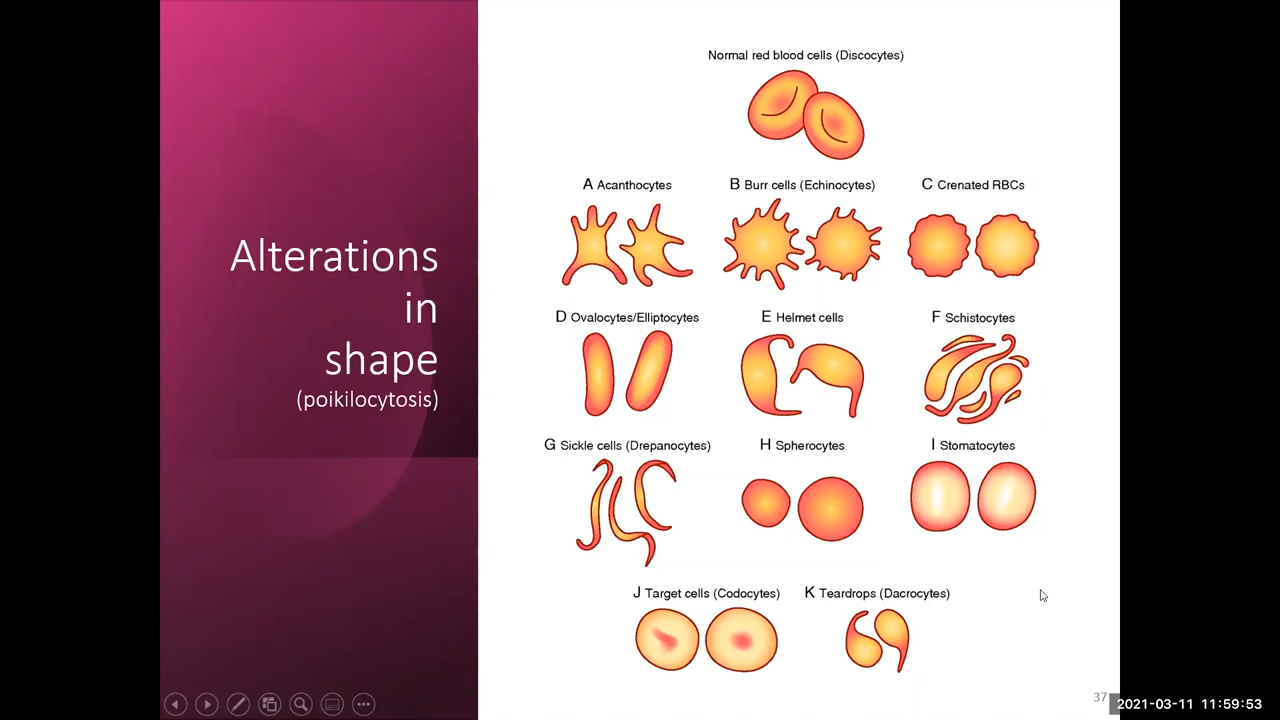 Alterations
in
shape
(poikilocytosis)
Normal red blood cells (Discocytes)
A Acanthocytes
B Burr cells (Echinocytes)
C Crenated RBCs
D Ovalocytes/Elliptocytes
E Helmet cells
F Schistocytes
G Sickle cells (Drepanocytes)
H Spherocytes
I Stomatocytes
J Target cells (Codocytes)
K Teardrops (Dacrocytes)
37
2021-03-11 11:59:53